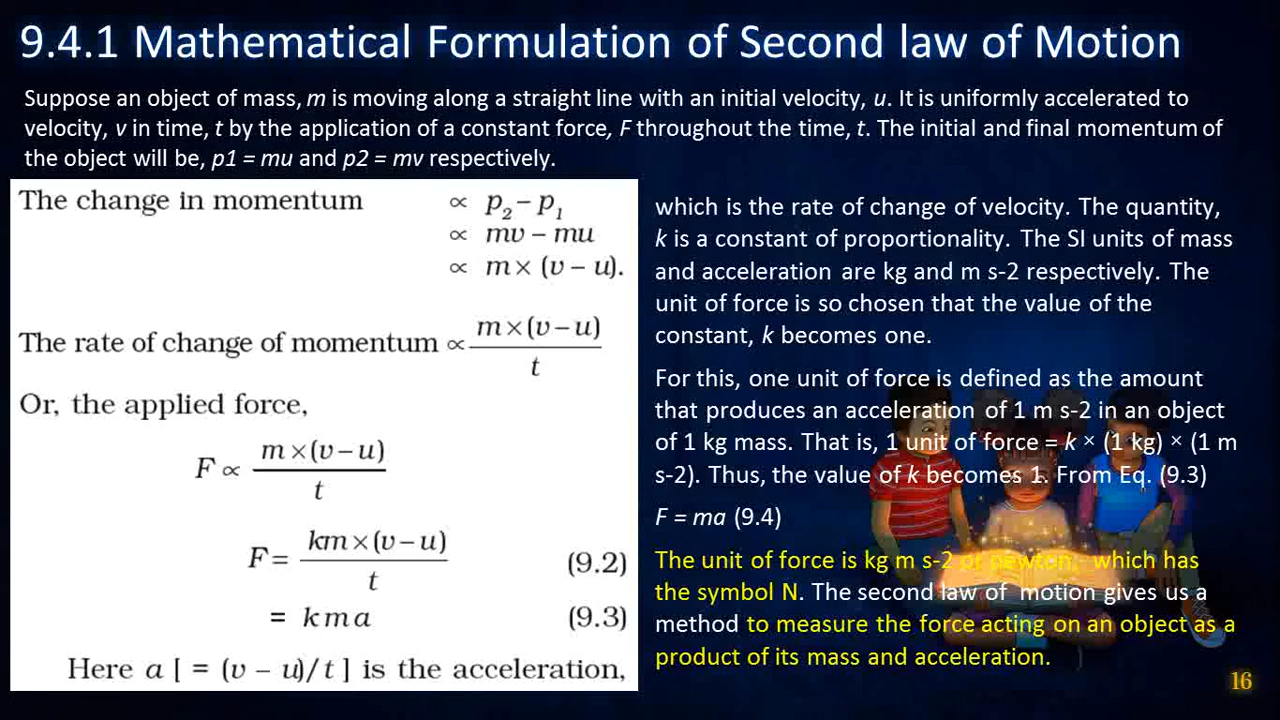 9.4.1 Mathematical Formulation of Second law of Motion
Suppose an object of mass, m is moving along a straight line with an initial velocity, u. It is uniformly accelerated to
velocity, v in time, t by the application of a constant force, F throughout the time, t. The initial and final momentum of
the object will be, p1 = mu and p2 = mv respectively.
The change in momentum ∝ p₂ – p₁
∝ mv – mu
∝ m × (v – u).
The rate of change of momentum ∝ m × (v – u) / t
Or, the applied force,
F ∝ m × (v – u) / t
F = km × (v – u) / t (9.2)
= k m a (9.3)
Here a [ = (v – u)/t ] is the acceleration,
which is the rate of change of velocity. The quantity,
k is a constant of proportionality. The SI units of mass
and acceleration are kg and m s-2 respectively. The
unit of force is so chosen that the value of the
constant, k becomes one.
For this, one unit of force is defined as the amount
that produces an acceleration of 1 m s-2 in an object
of 1 kg mass. That is, 1 unit of force = k × (1 kg) × (1 m
s-2). Thus, the value of k becomes 1. From Eq. (9.3)
F = ma (9.4)
The unit of force is kg m s-2 or newton, which has
the symbol N. The second law of motion gives us a
method to measure the force acting on an object as a
product of its mass and acceleration.
16